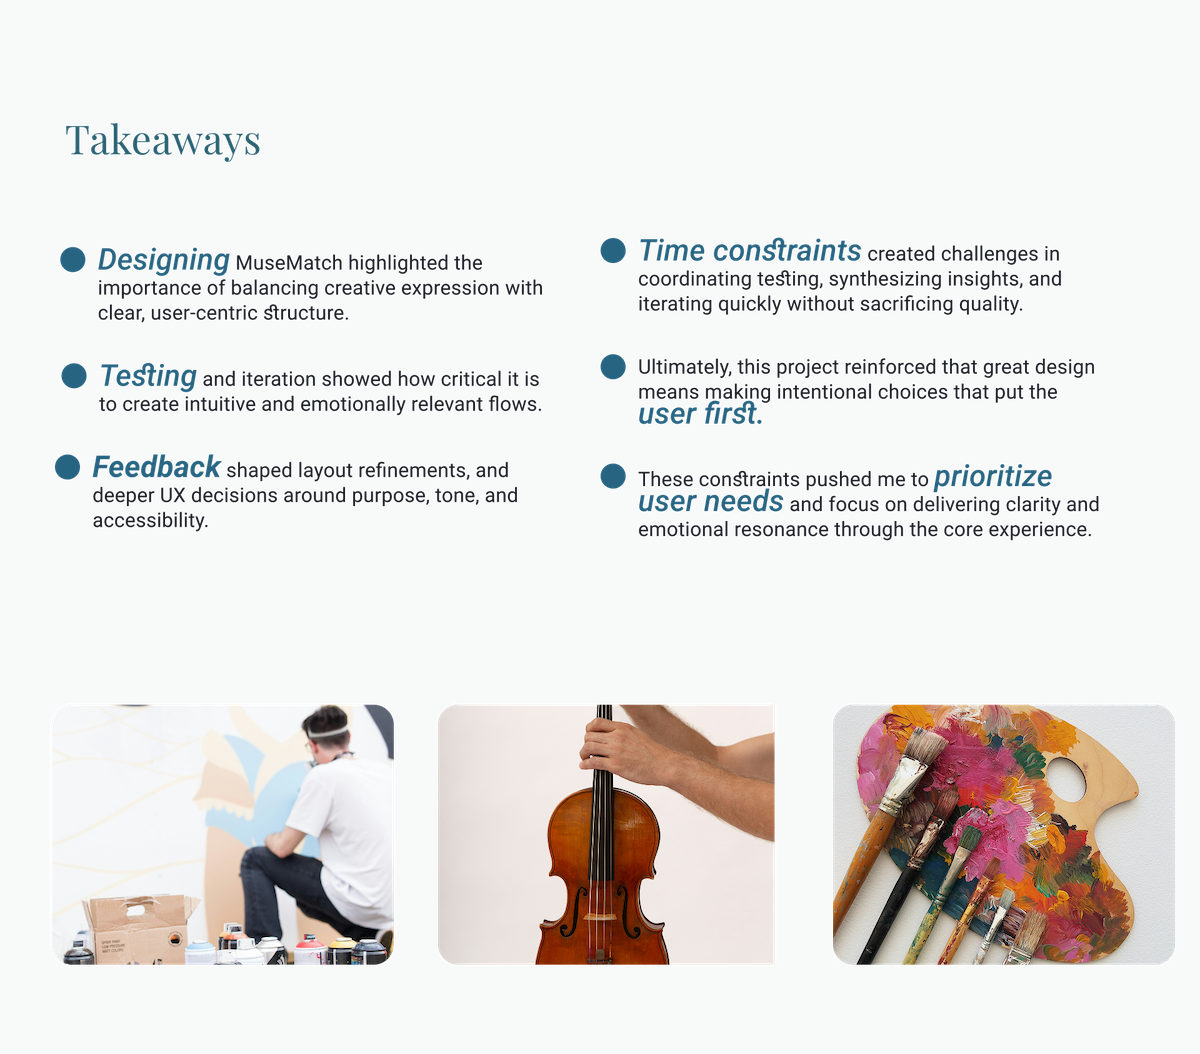 Takeaways
Designing MuseMatch highlighted the
importance of balancing creative expression with
clear, user-centric structure.
Testing and iteration showed how critical it is
to create intuitive and emotionally relevant flows.
Feedback shaped layout refinements, and
deeper UX decisions around purpose, tone, and
accessibility.
Time constraints created challenges in
coordinating testing, synthesizing insights, and
iterating quickly without sacrificing quality.
Ultimately, this project reinforced that great design
means making intentional choices that put the
user first.
These constraints pushed me to prioritize
user needs and focus on delivering clarity and
emotional resonance through the core experience.